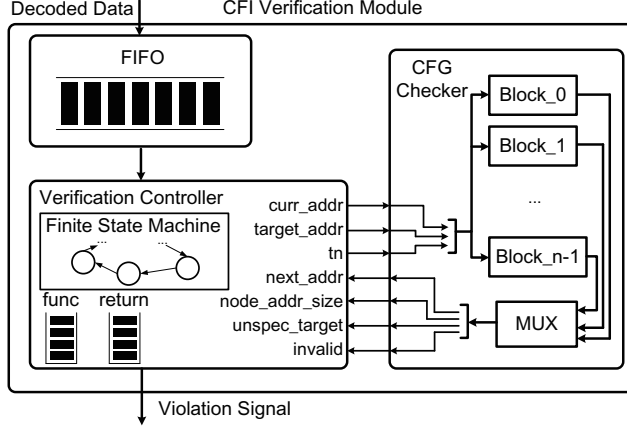 Decoded Data
CFI Verification Module
FIFO
CFG
Checker
Block_0
Block_1
...
Block_n-1
MUX
Verification Controller
Finite State Machine
...
...
func
return
curr_addr
target_addr
tn
next_addr
node_addr_size
unspec_target
invalid
Violation Signal